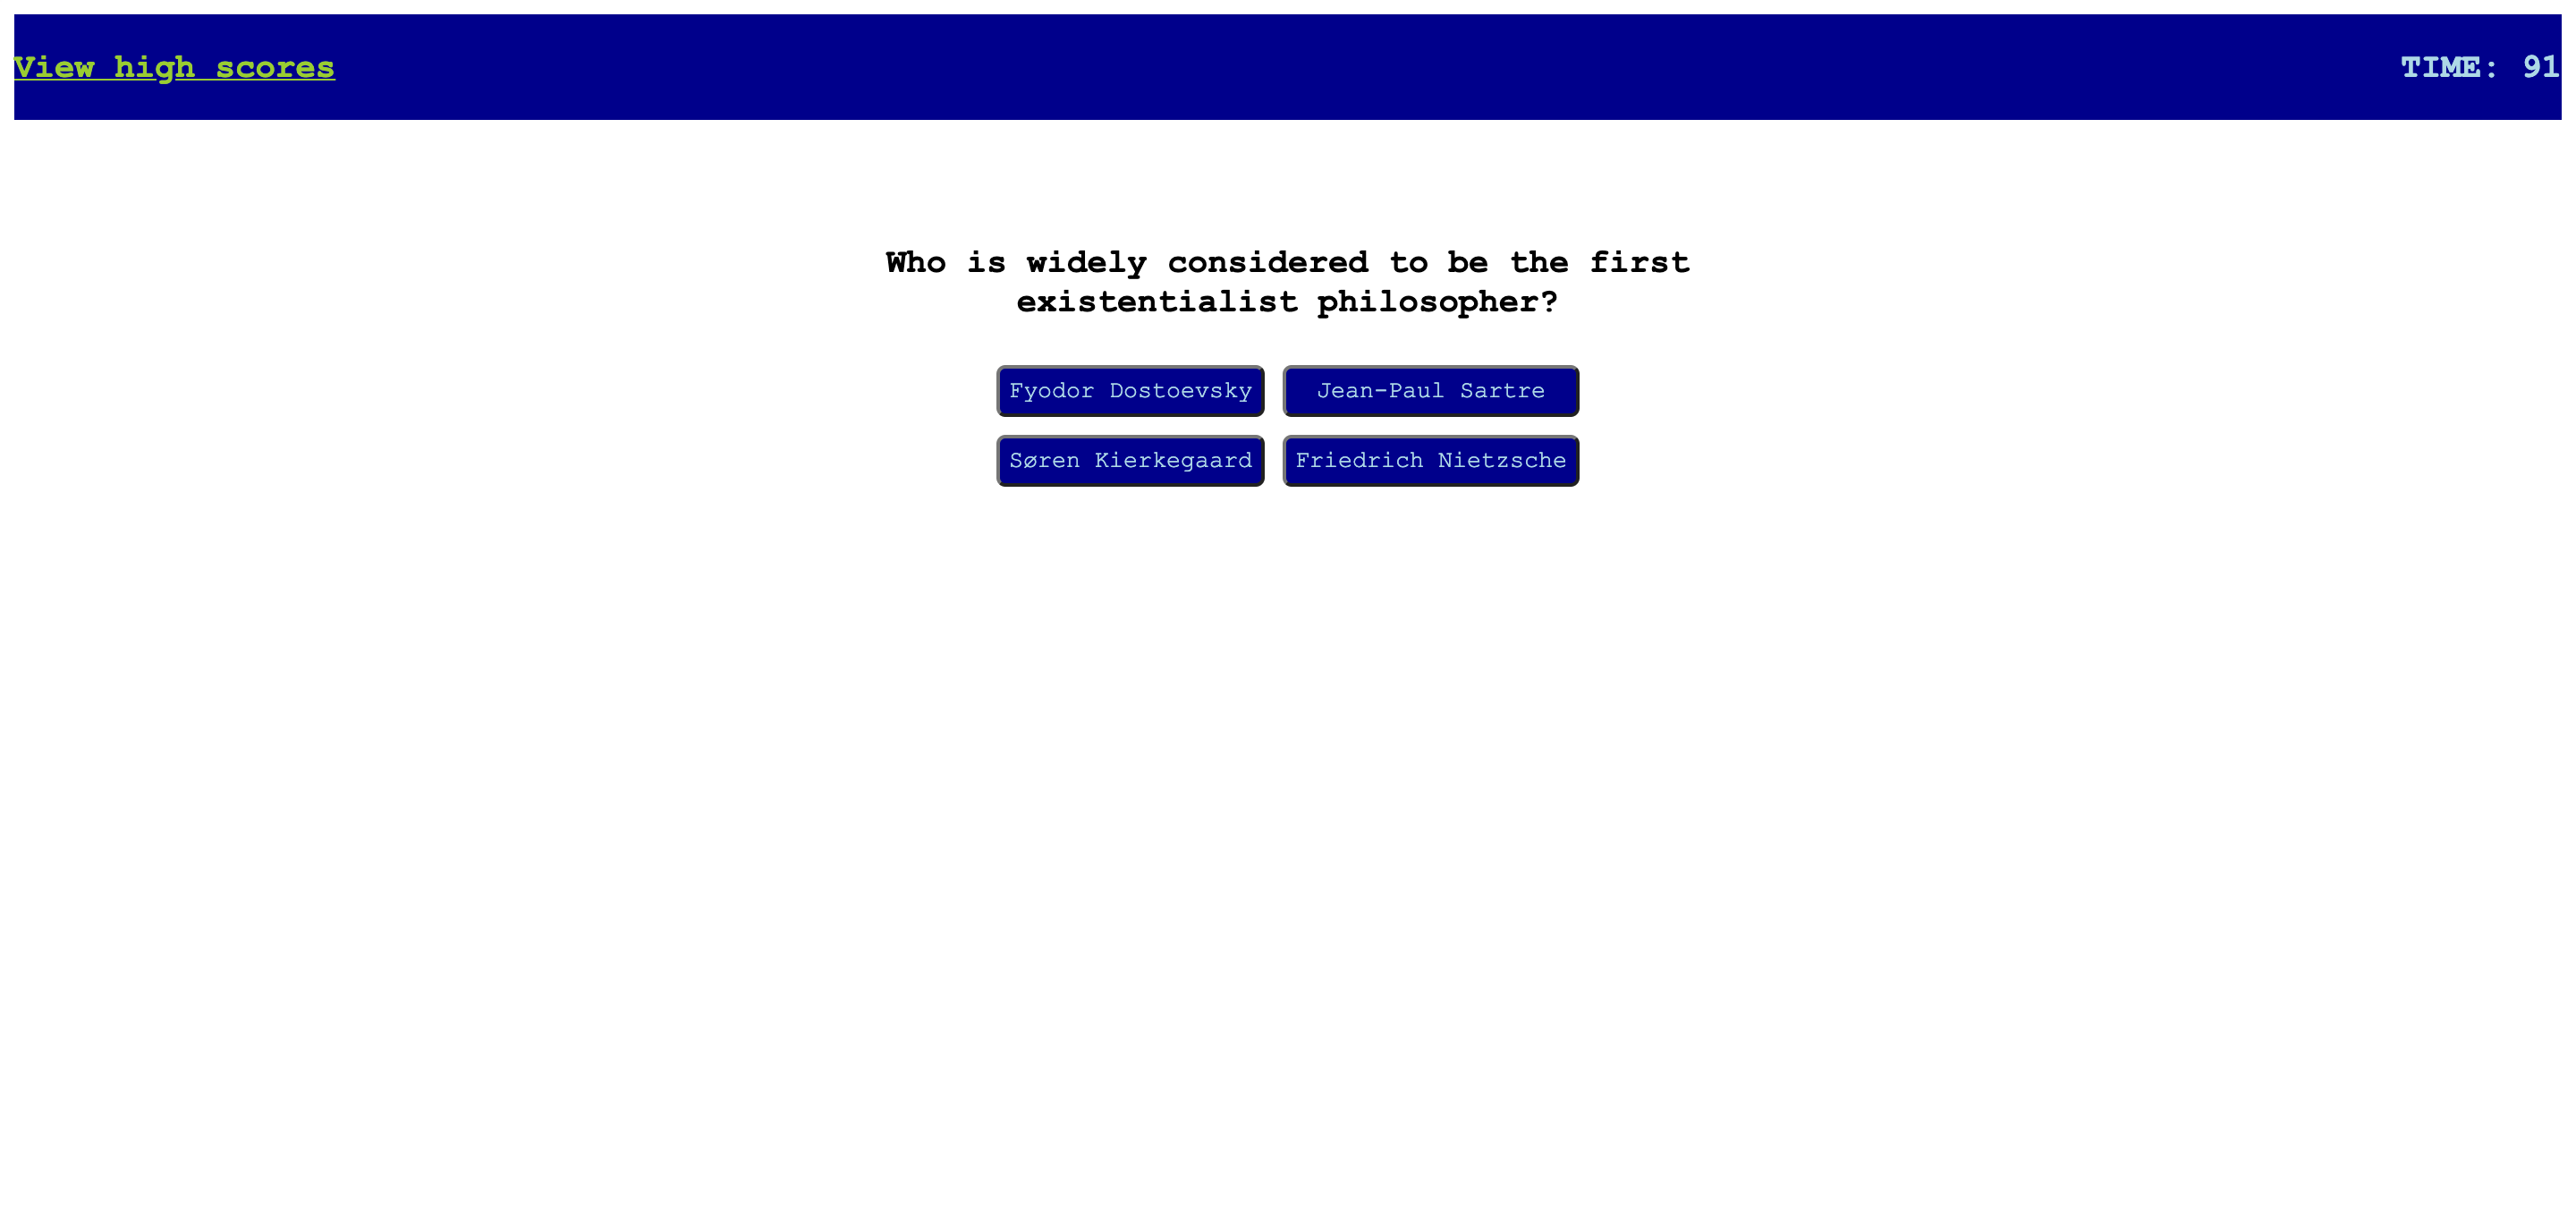 View high scores
TIME: 91
Who is widely considered to be the first
existentialist philosopher?
Fyodor Dostoevsky
Jean-Paul Sartre
Søren Kierkegaard
Friedrich Nietzsche